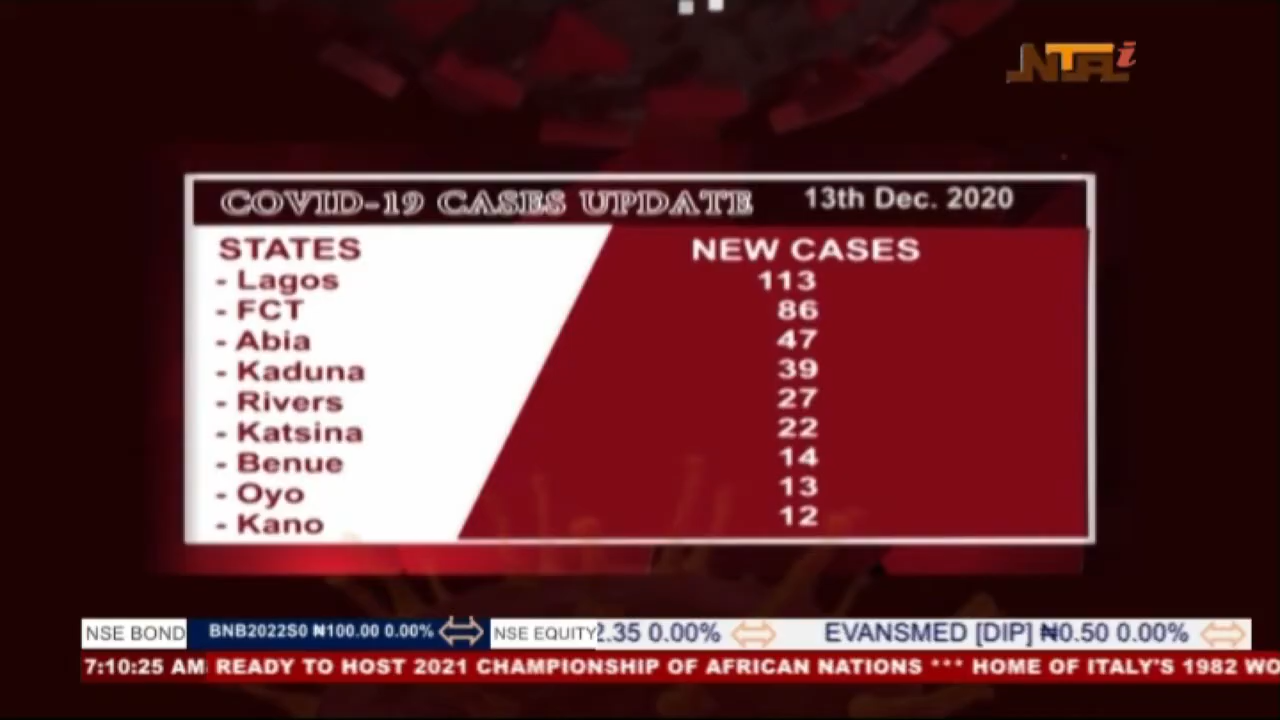 NTAi
COVID-19 CASES UPDATE 13th Dec. 2020
STATES NEW CASES
- Lagos 113
- FCT 86
- Abia 47
- Kaduna 39
- Rivers 27
- Katsina 22
- Benue 14
- Oyo 13
- Kano 12
NSE BOND BNB2022S0 ₦100.00 0.00% NSE EQUITY 2.35 0.00% EVANSMED [DIP] ₦0.50 0.00%
7:10:25 AM READY TO HOST 2021 CHAMPIONSHIP OF AFRICAN NATIONS *** HOME OF ITALY'S 1982 WO